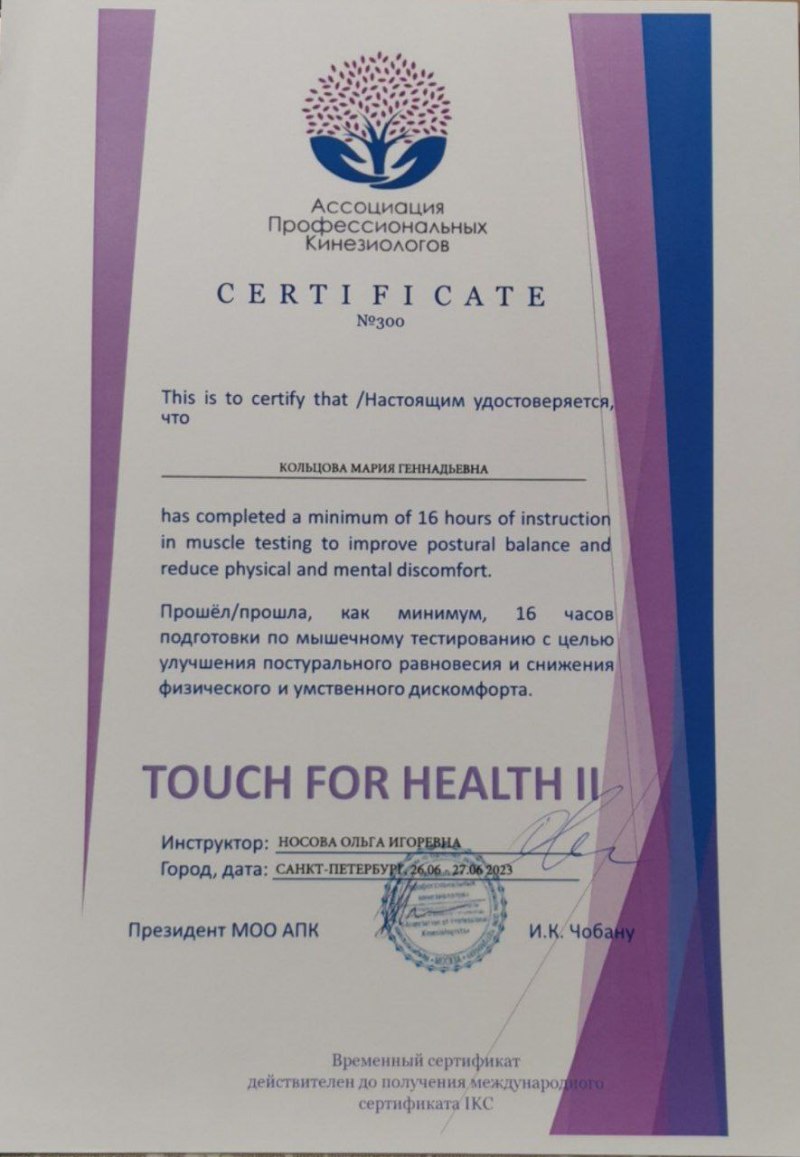 Ассоциация
Профессиональных
Кинезиологов
CERTIFICATE
№300
This is to certify that /Настоящим удостоверяется,
что
КОЛЬЦОВА МАРИЯ ГЕННАДЬЕВНА
has completed a minimum of 16 hours of instruction
in muscle testing to improve postural balance and
reduce physical and mental discomfort.
Прошёл/прошла, как минимум, 16 часов
подготовки по мышечному тестированию с целью
улучшения постурального равновесия и снижения
физического и умственного дискомфорта.
TOUCH FOR HEALTH II
Инструктор: НОСОВА ОЛЬГА ИГОРЕВНА
Город, дата: САНКТ-ПЕТЕРБУРГ, 26.06 - 27.06 2023
Президент МОО АПК И.К. Чобану
Временный сертификат
действителен до получения международного
сертификата IKC